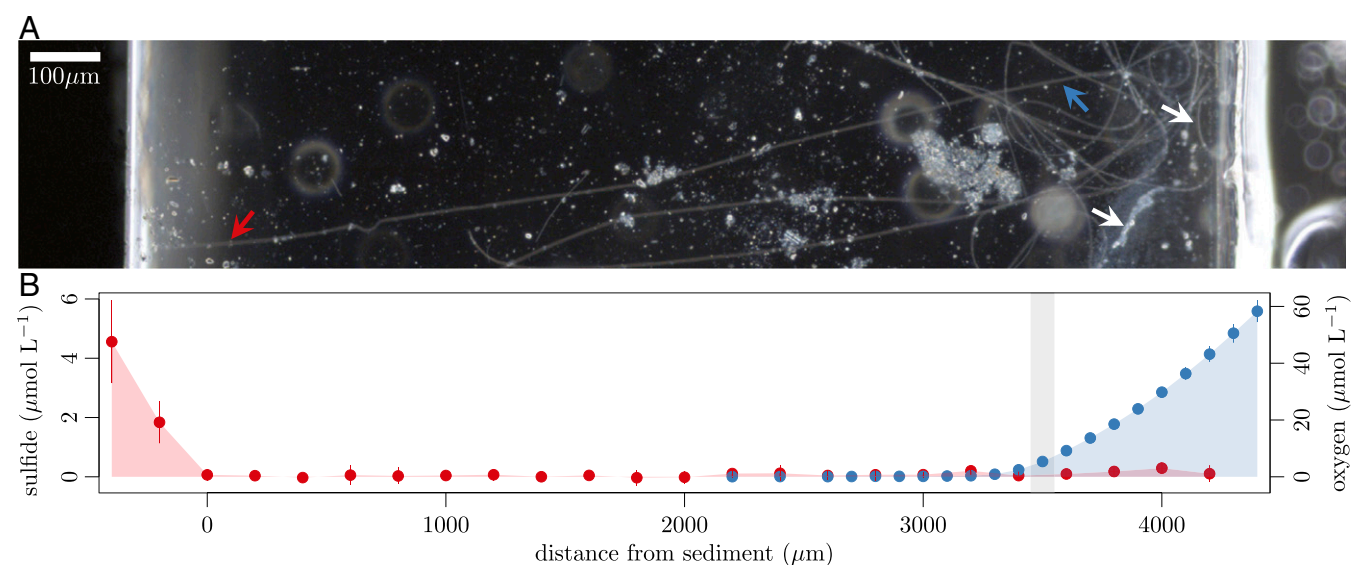 A
100μm
B
sulfide (μmol L⁻¹)
0 2 4 6
oxygen (μmol L⁻¹)
0 20 40 60
0 1000 2000 3000 4000
distance from sediment (μm)